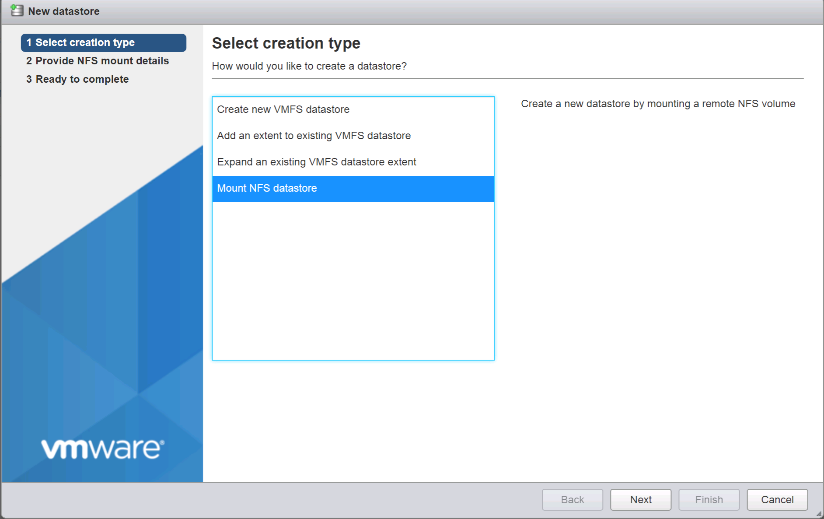 New datastore
1 Select creation type
2 Provide NFS mount details
3 Ready to complete
Select creation type
How would you like to create a datastore?
Create new VMFS datastore
Add an extent to existing VMFS datastore
Expand an existing VMFS datastore extent
Mount NFS datastore
Create a new datastore by mounting a remote NFS volume
vmware®
Back
Next
Finish
Cancel